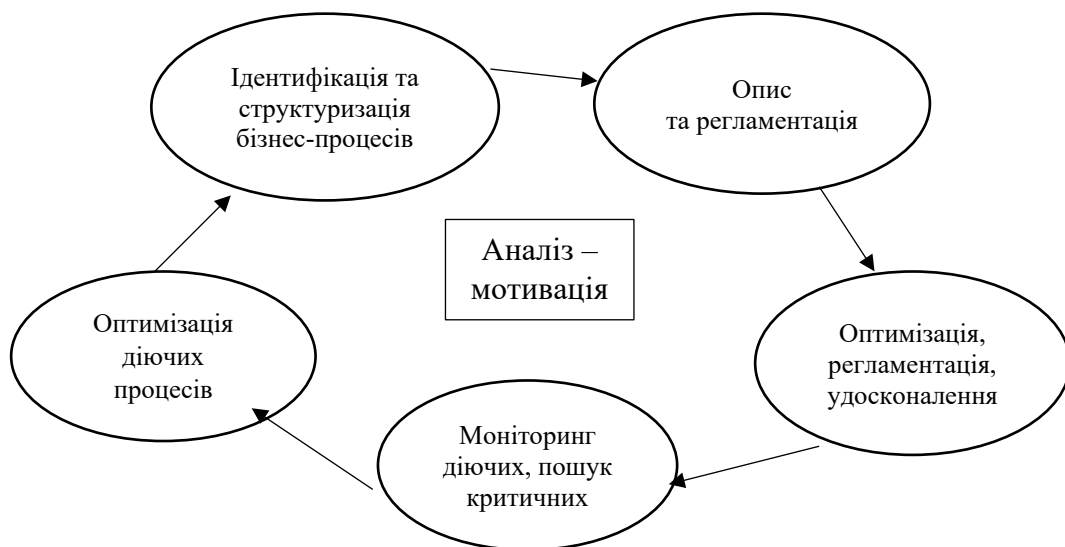 Ідентифікація та
структуризація
бізнес-процесів
Опис
та регламентація
Аналіз –
мотивація
Оптимізація
діючих
процесів
Оптимізація,
регламентація,
удосконалення
Моніторинг
діючих, пошук
критичних